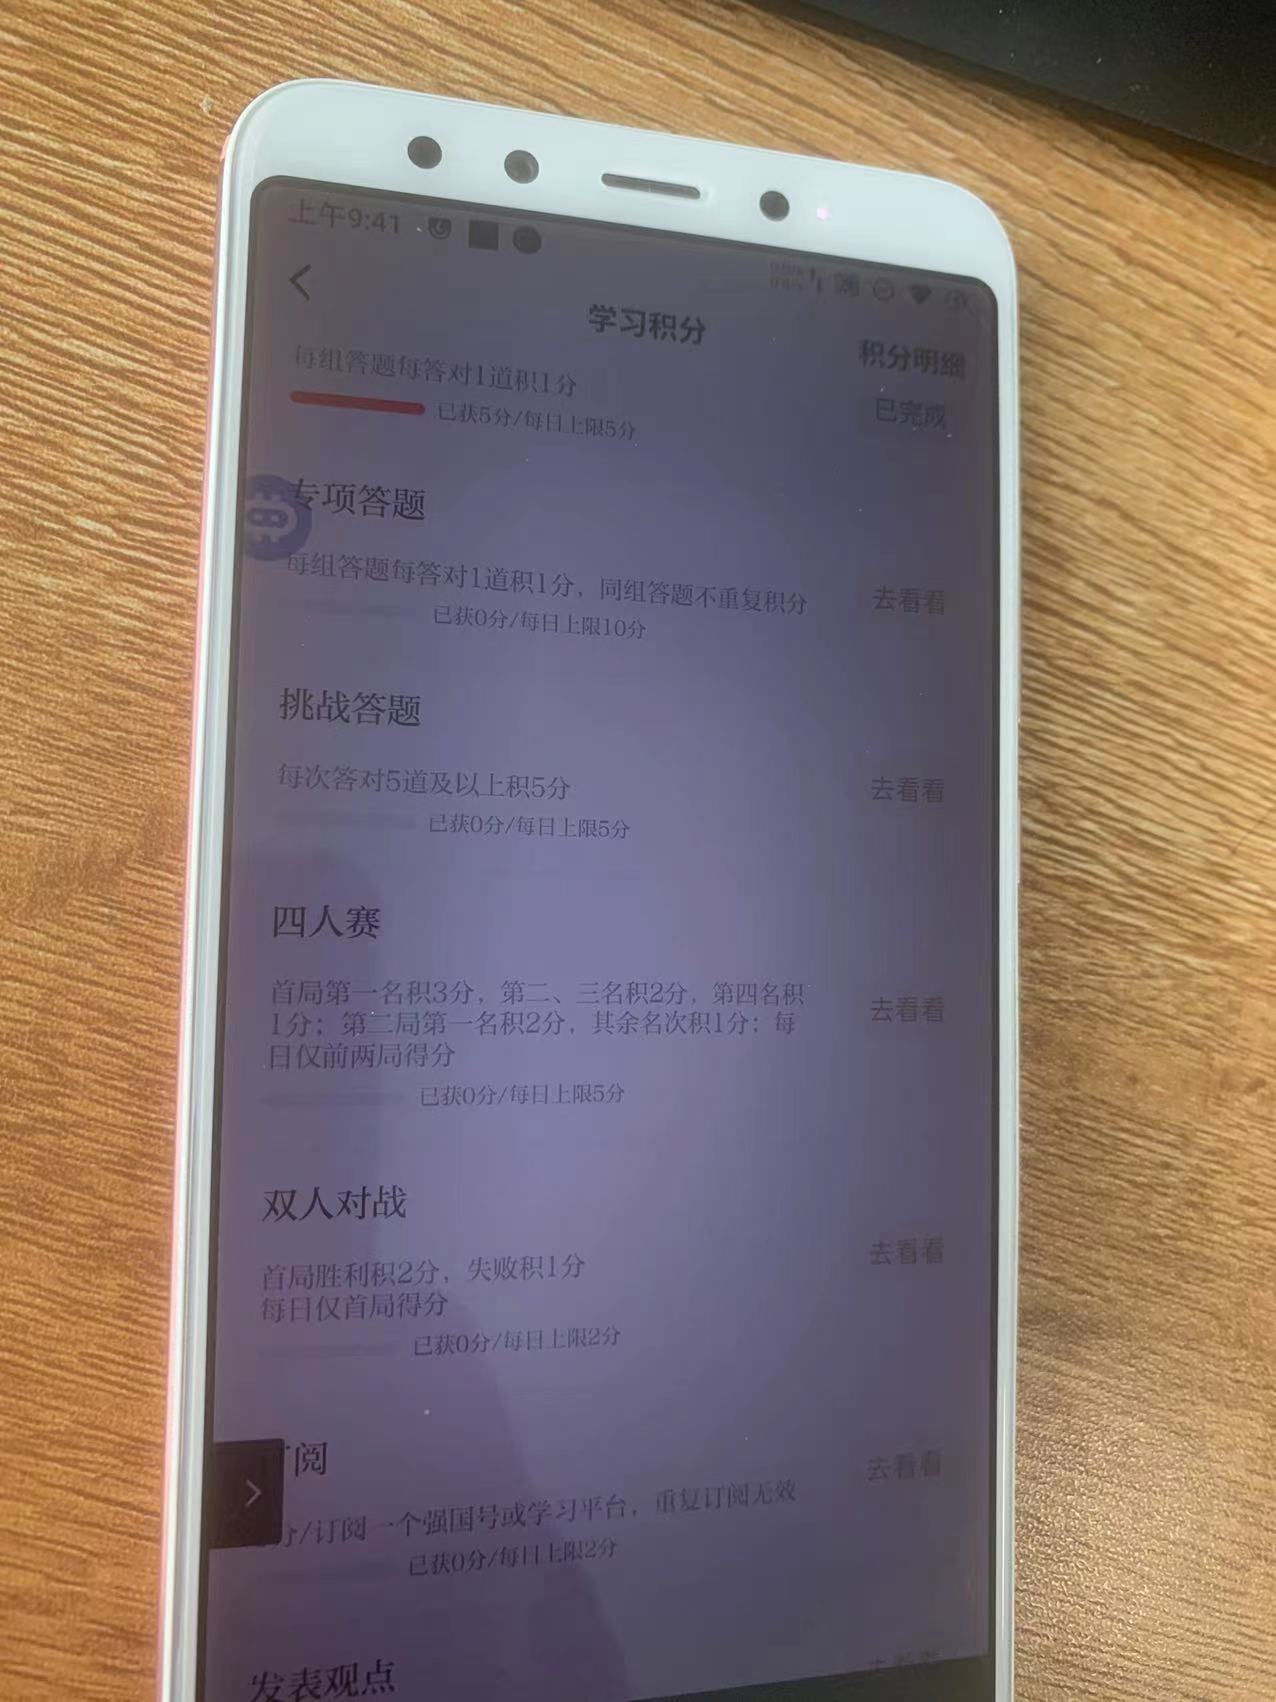 上午9:41
学习积分
积分明细
每组答题每答对1道积1分
已获5分/每日上限5分
已完成
专项答题
每组答题每答对1道积1分，同组答题不重复积分
去看看
已获0分/每日上限10分
挑战答题
每次答对5道及以上积5分
去看看
已获0分/每日上限5分
四人赛
首局第一名积3分，第二、三名积2分，第四名积
1分；第二局第一名积2分，其余名次积1分；每
日仅前两局得分
去看看
已获0分/每日上限5分
双人对战
首局胜利积2分，失败积1分
每日仅首局得分
去看看
已获0分/每日上限2分
阅
去看看
分/订阅一个强国号或学习平台，重复订阅无效
已获0分/每日上限2分
发表观点